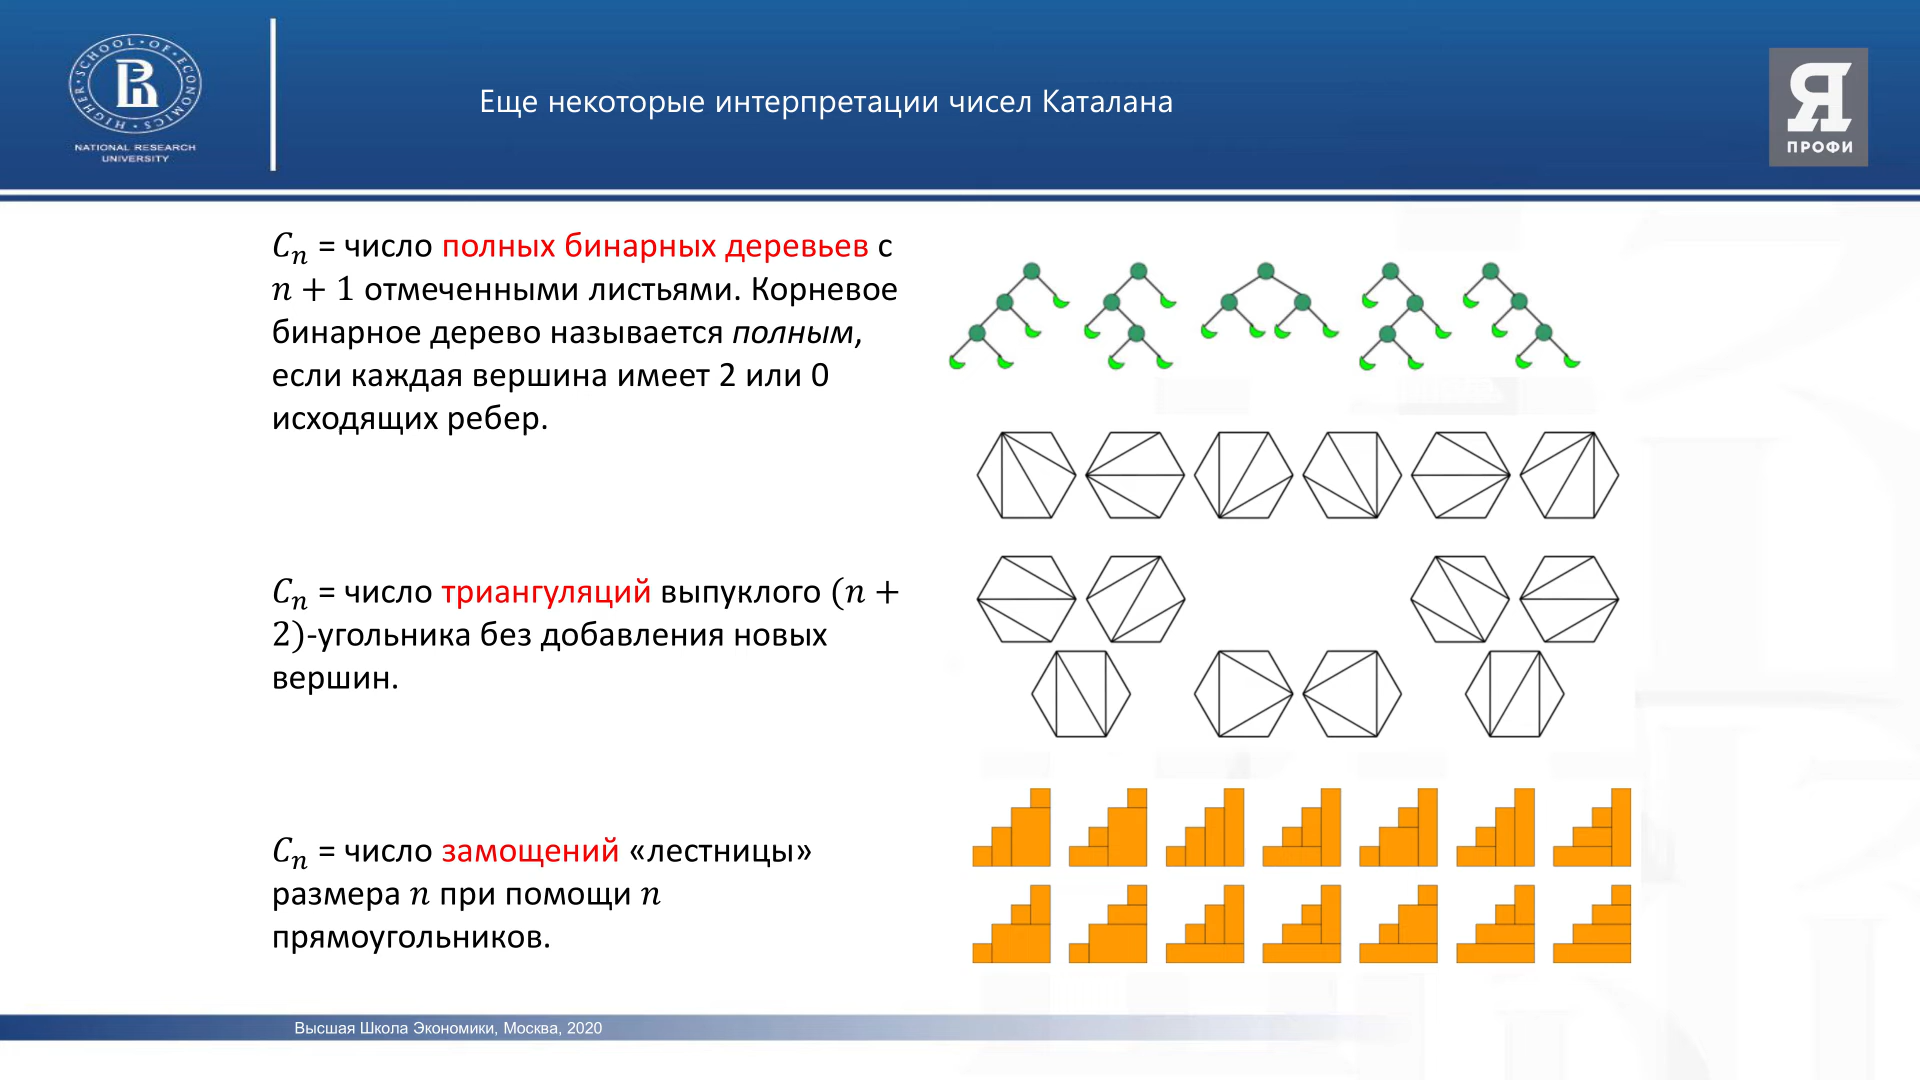 HIGHER · SCHOOL · OF · ECONOMICS ·
NATIONAL RESEARCH
UNIVERSITY
Еще некоторые интерпретации чисел Каталана
Я
ПРОФИ
Cₙ = число полных бинарных деревьев с
n + 1 отмеченными листьями. Корневое
бинарное дерево называется полным,
если каждая вершина имеет 2 или 0
исходящих ребер.
Cₙ = число триангуляций выпуклого (n +
2)-угольника без добавления новых
вершин.
Cₙ = число замощений «лестницы»
размера n при помощи n
прямоугольников.
Высшая Школа Экономики, Москва, 2020